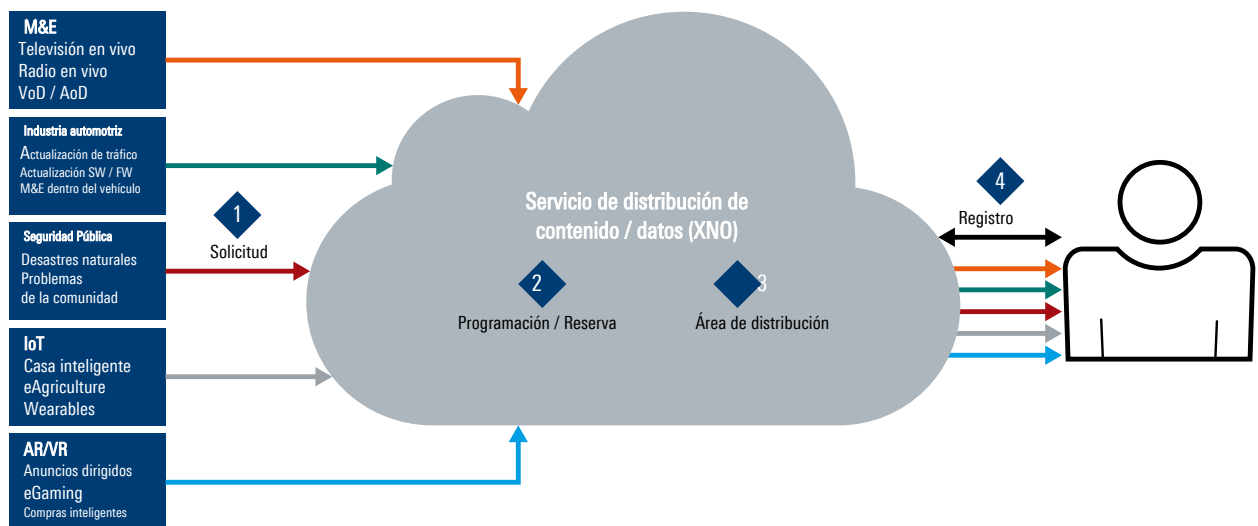 M&E
Televisión en vivo
Radio en vivo
VoD / AoD
Industria automotriz
Actualización de tráfico
Actualización SW / FW
M&E dentro del vehículo
Seguridad Pública
Desastres naturales
Problemas
de la comunidad
IoT
Casa inteligente
eAgriculture
Wearables
AR/VR
Anuncios dirigidos
eGaming
Compras inteligentes
1
Solicitud
Servicio de distribución de
contenido / datos (XNO)
2
Programación / Reserva
3
Área de distribución
4
Registro